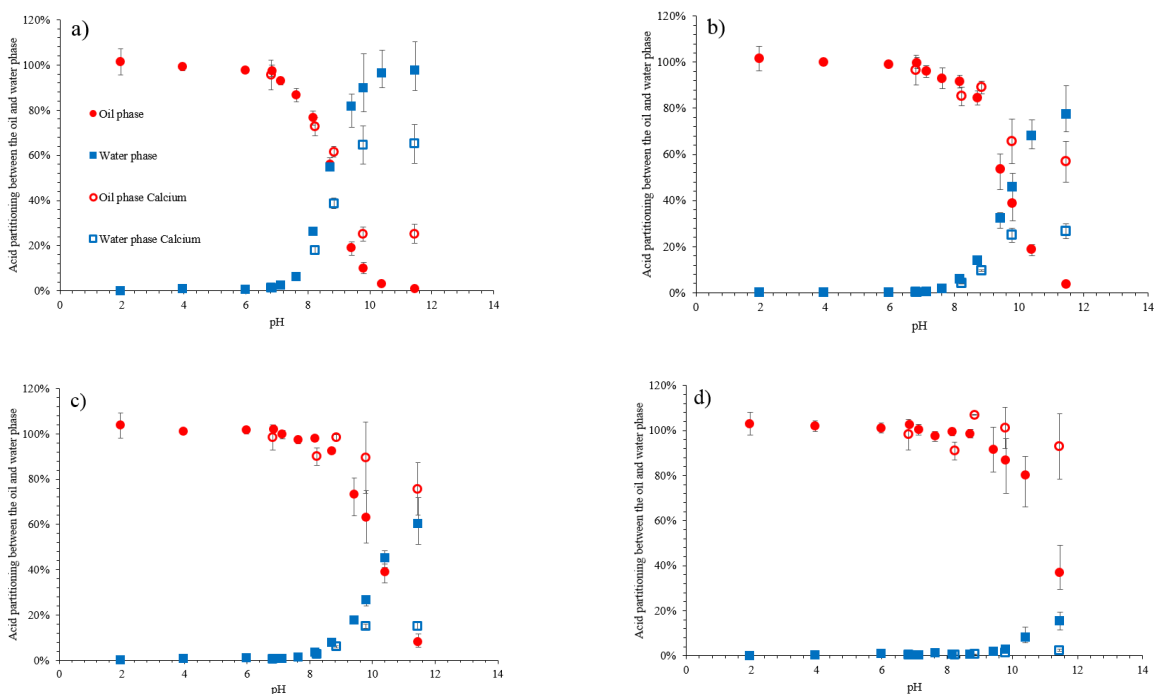 a)
Acid partitioning between the oil and water phase
120%
100%
80%
60%
40%
20%
0%
Oil phase
Water phase
Oil phase Calcium
Water phase Calcium
0 2 4 6 8 10 12 14
pH
b)
Acid partitioning between the oil and water phase
120%
100%
80%
60%
40%
20%
0%
0 2 4 6 8 10 12 14
pH
c)
Acid partitioning between the oil and water phase
120%
100%
80%
60%
40%
20%
0%
0 2 4 6 8 10 12 14
pH
d)
Acid partitioning between the oil and water phase
120%
100%
80%
60%
40%
20%
0%
0 2 4 6 8 10 12 14
pH